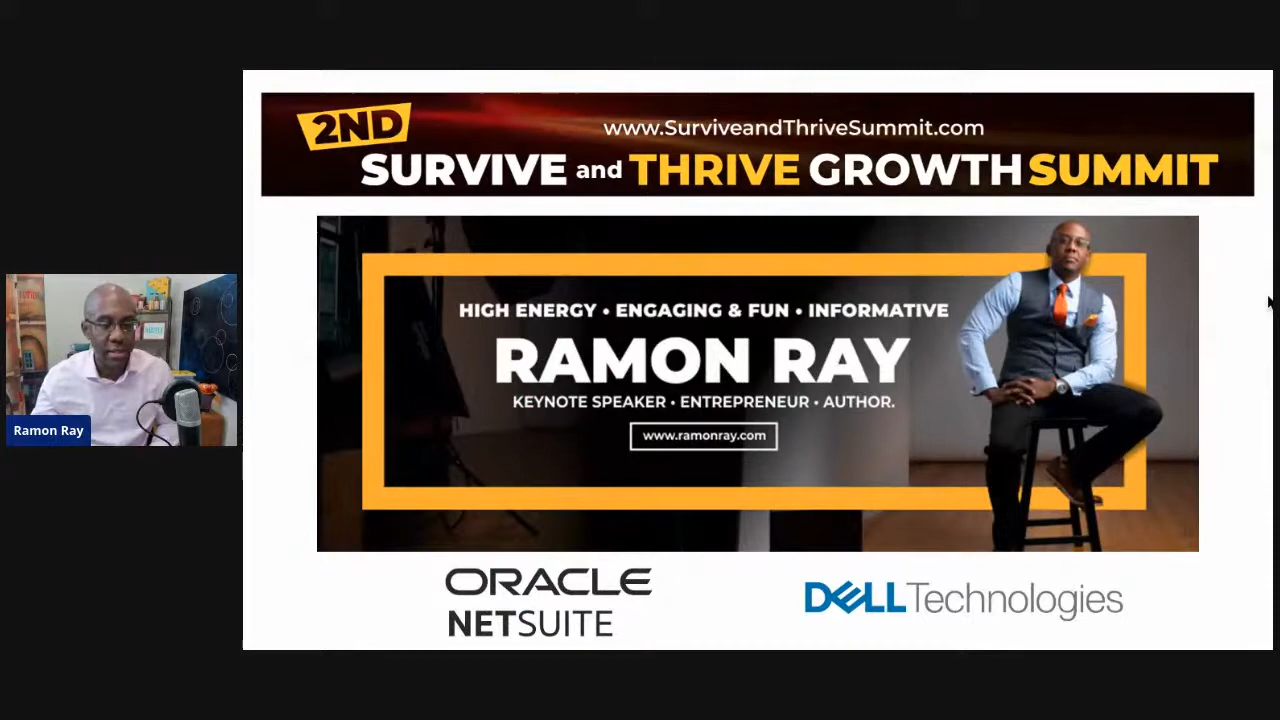 2ND
www.SurviveandThriveSummit.com
SURVIVE and THRIVE GROWTH SUMMIT
HIGH ENERGY • ENGAGING & FUN • INFORMATIVE
RAMON RAY
KEYNOTE SPEAKER • ENTREPRENEUR • AUTHOR.
www.ramonray.com
Ramon Ray
ORACLE
NETSUITE
DELL Technologies